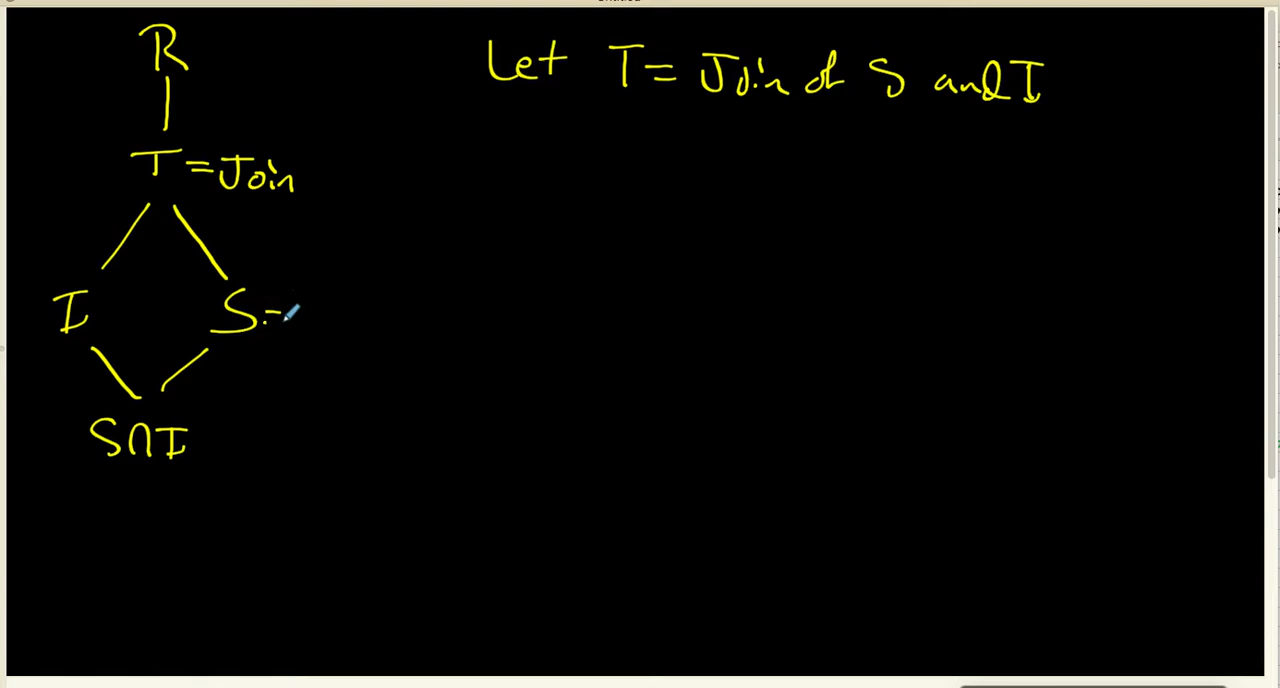 R
Let T = Join of S and I
T = Join
I
S :-
S∩I